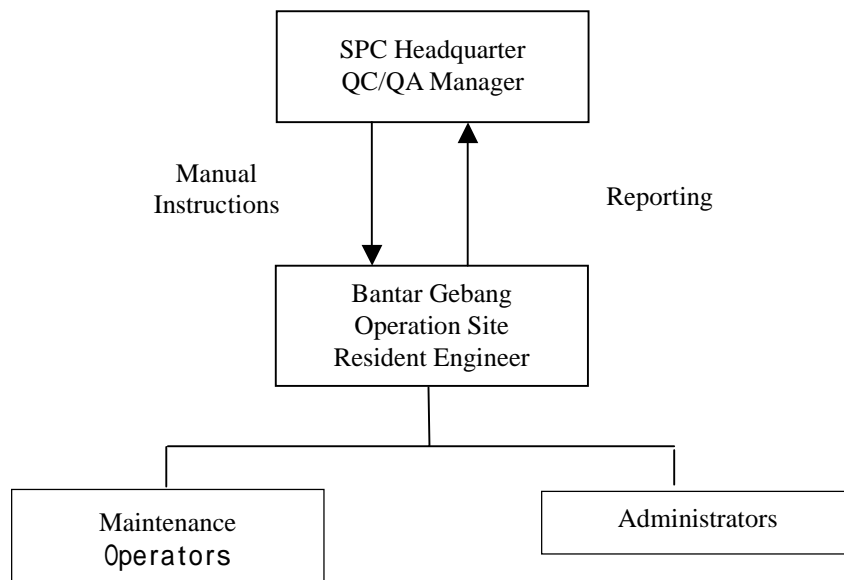 SPC Headquarter
QC/QA Manager
Manual
Instructions
Reporting
Bantar Gebang
Operation Site
Resident Engineer
Maintenance
Operators
Administrators